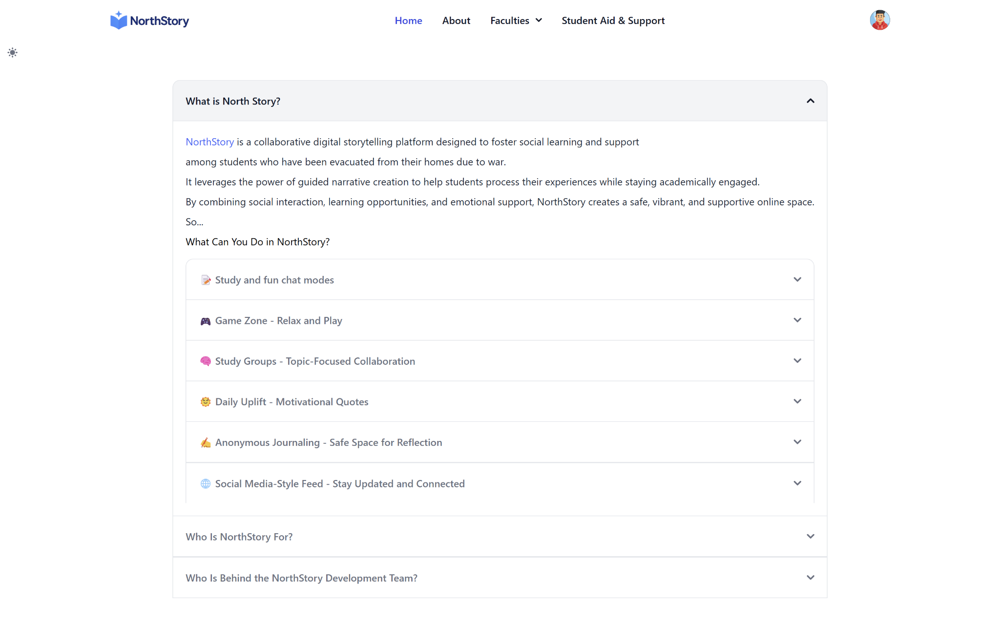 NorthStory
Home
About
Faculties
Student Aid & Support
What is North Story?
NorthStory is a collaborative digital storytelling platform designed to foster social learning and support
among students who have been evacuated from their homes due to war.
It leverages the power of guided narrative creation to help students process their experiences while staying academically engaged.
By combining social interaction, learning opportunities, and emotional support, NorthStory creates a safe, vibrant, and supportive online space.
So...
What Can You Do in NorthStory?
📝 Study and fun chat modes
🎮 Game Zone - Relax and Play
🧠 Study Groups - Topic-Focused Collaboration
🌞 Daily Uplift - Motivational Quotes
✍️ Anonymous Journaling - Safe Space for Reflection
🌐 Social Media-Style Feed - Stay Updated and Connected
Who Is NorthStory For?
Who Is Behind the NorthStory Development Team?